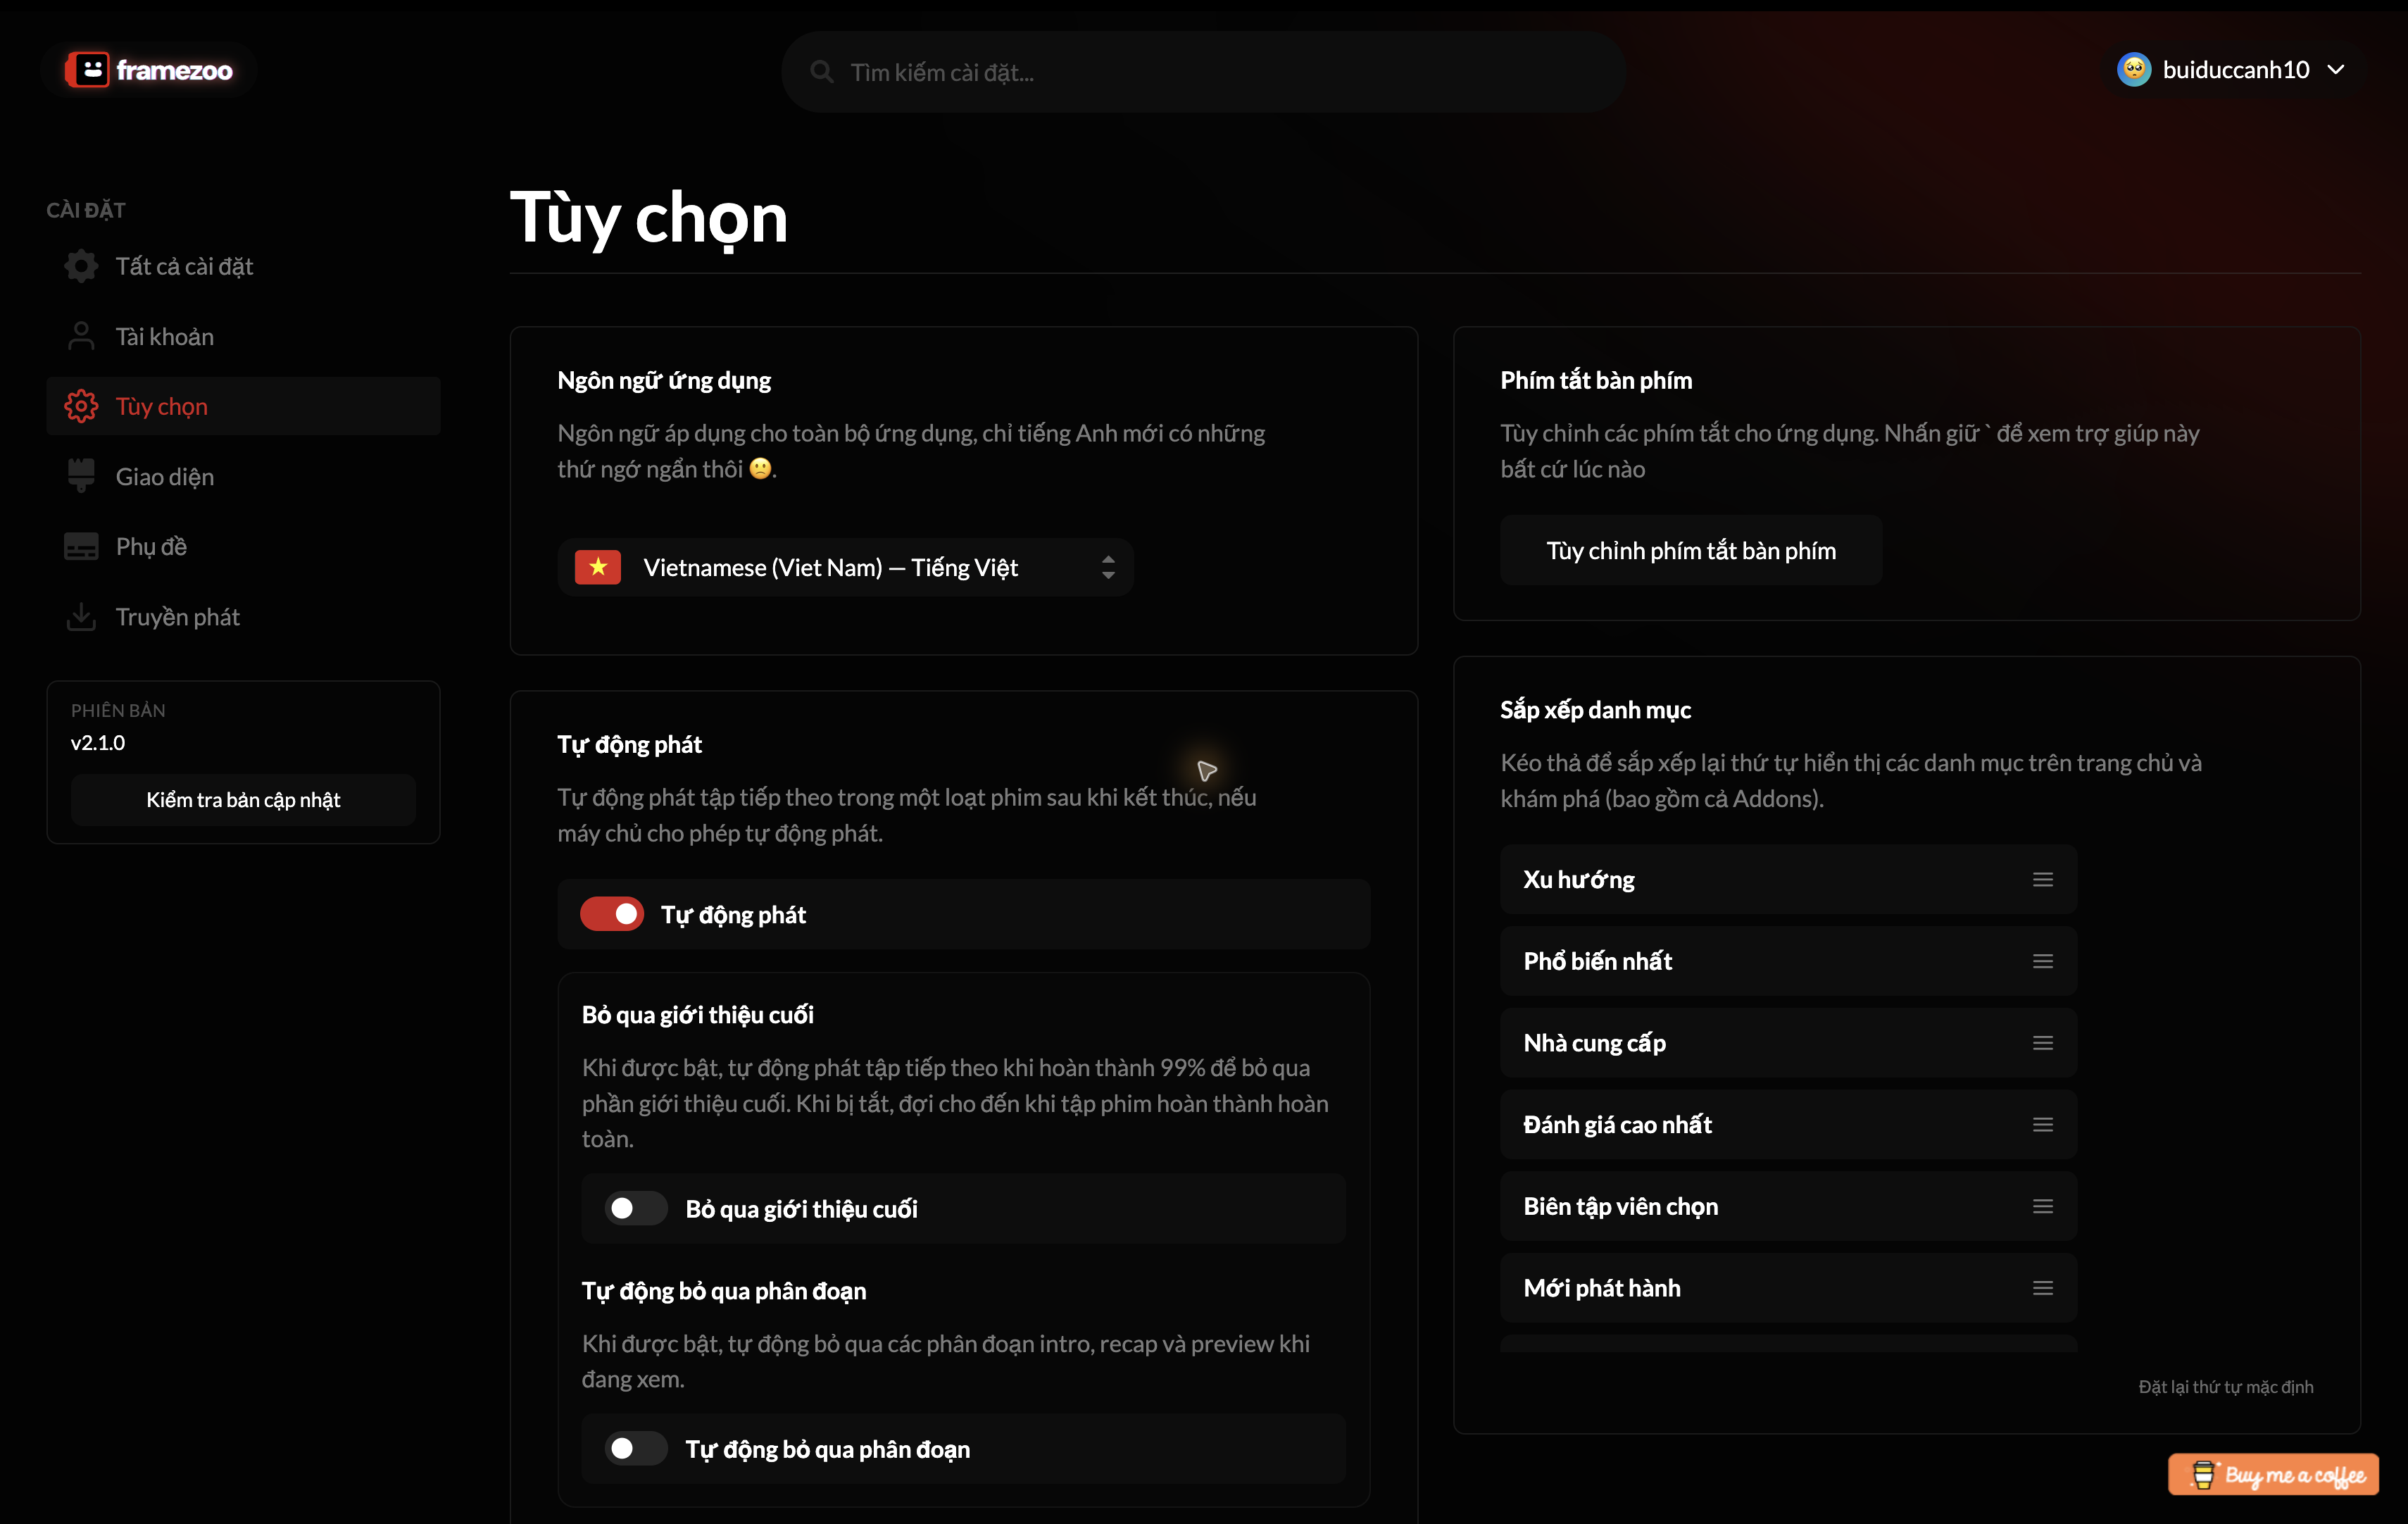 framezoo
Tìm kiếm cài đặt...
buiduccanh10
CÀI ĐẶT
Tất cả cài đặt
Tài khoản
Tùy chọn
Giao diện
Phụ đề
Truyền phát
PHIÊN BẢN
v2.1.0
Kiểm tra bản cập nhật
Tùy chọn
Ngôn ngữ ứng dụng
Ngôn ngữ áp dụng cho toàn bộ ứng dụng, chỉ tiếng Anh mới có những
thứ ngớ ngẩn thôi 🙁.
Vietnamese (Viet Nam) — Tiếng Việt
Tự động phát
Tự động phát tập tiếp theo trong một loạt phim sau khi kết thúc, nếu
máy chủ cho phép tự động phát.
Tự động phát
Bỏ qua giới thiệu cuối
Khi được bật, tự động phát tập tiếp theo khi hoàn thành 99% để bỏ qua
phần giới thiệu cuối. Khi bị tắt, đợi cho đến khi tập phim hoàn thành hoàn
toàn.
Bỏ qua giới thiệu cuối
Tự động bỏ qua phân đoạn
Khi được bật, tự động bỏ qua các phân đoạn intro, recap và preview khi
đang xem.
Tự động bỏ qua phân đoạn
Phím tắt bàn phím
Tùy chỉnh các phím tắt cho ứng dụng. Nhấn giữ ` để xem trợ giúp này
bất cứ lúc nào
Tùy chỉnh phím tắt bàn phím
Sắp xếp danh mục
Kéo thả để sắp xếp lại thứ tự hiển thị các danh mục trên trang chủ và
khám phá (bao gồm cả Addons).
Xu hướng
Phổ biến nhất
Nhà cung cấp
Đánh giá cao nhất
Biên tập viên chọn
Mới phát hành
Đặt lại thứ tự mặc định
Buy me a coffee